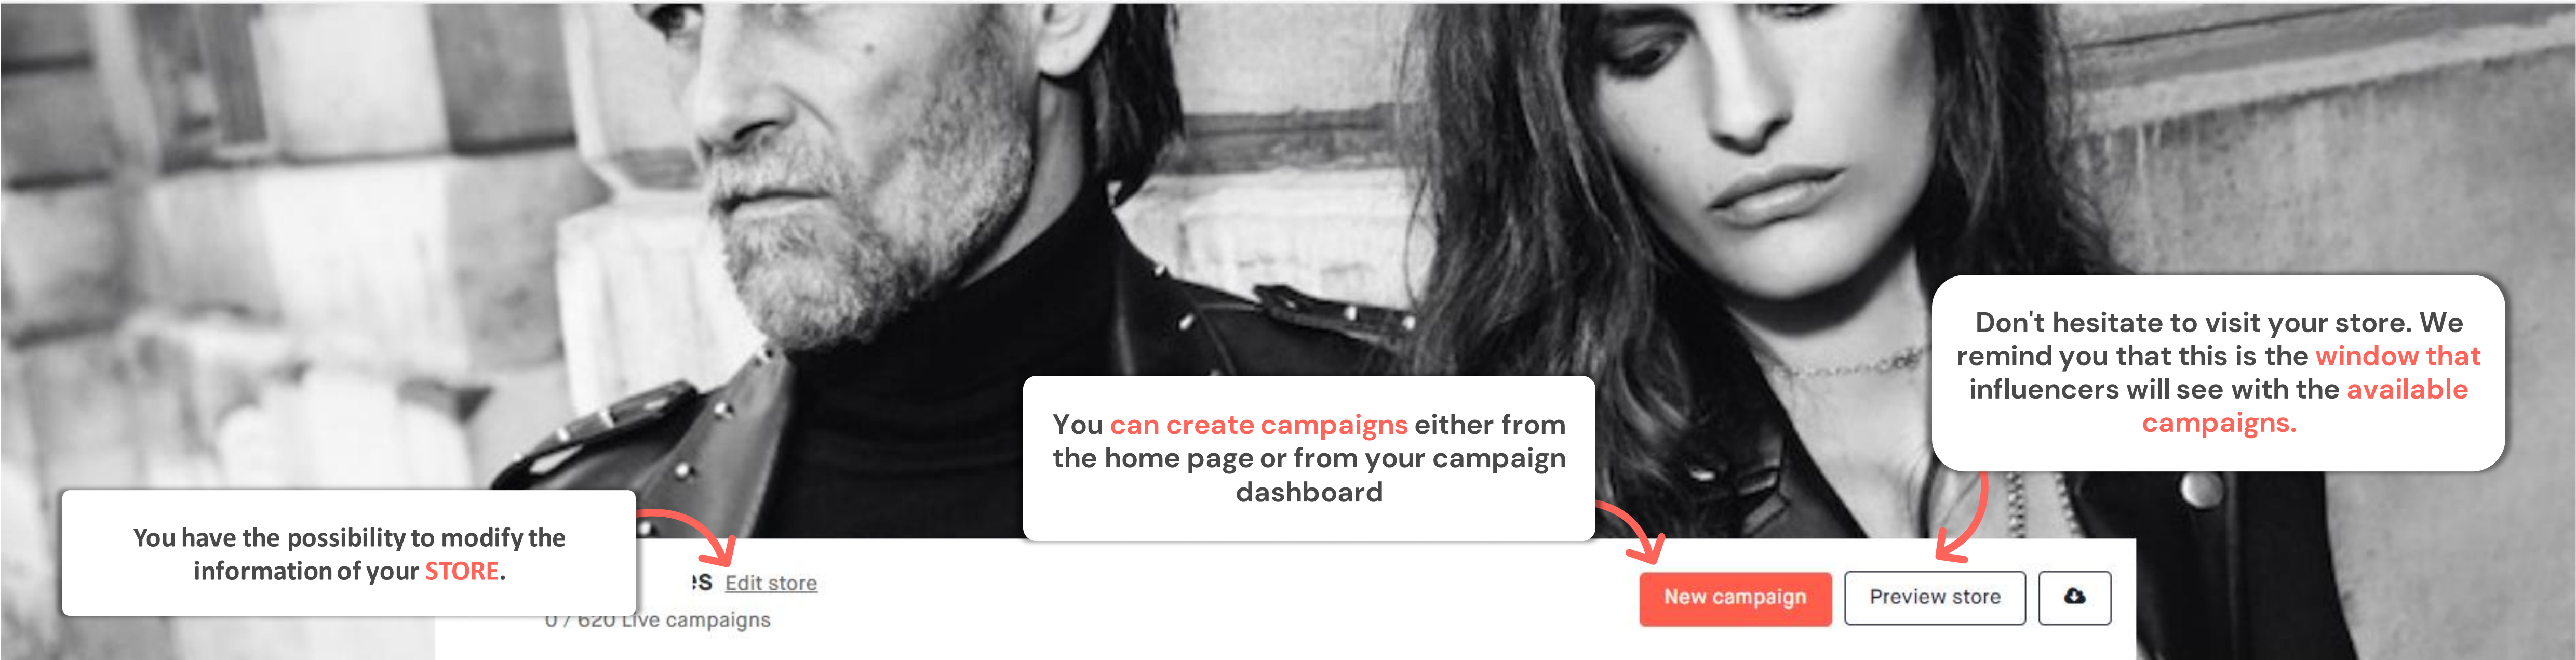 Don't hesitate to visit your store. We
remind you that this is the window that
influencers will see with the available
campaigns.
You can create campaigns either from
the home page or from your campaign
dashboard
You have the possibility to modify the
information of your STORE.
Edit store
0 / 620 Live campaigns
New campaign
Preview store